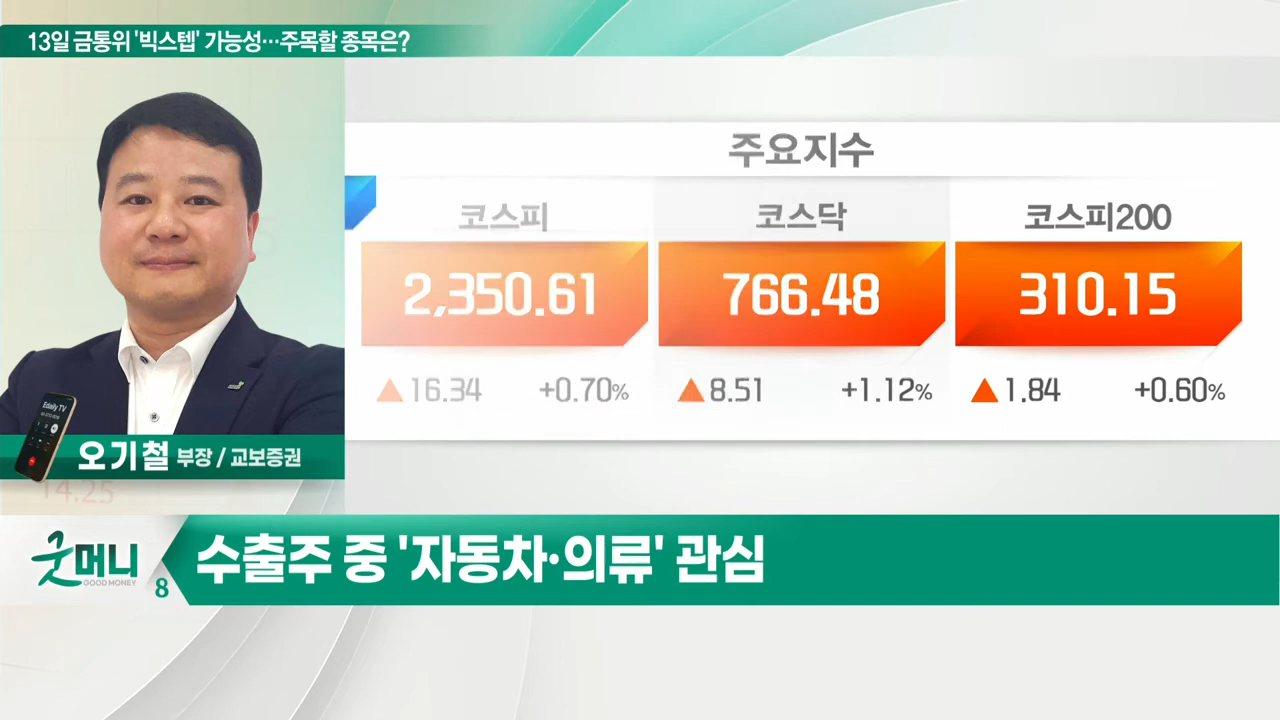 13일 금통위 '빅스텝' 가능성…주목할 종목은?
주요지수
코스피
코스닥
코스피200
2,350.61
766.48
310.15
▲16.34 +0.70%
▲8.51 +1.12%
▲1.84 +0.60%
Edaily TV
오기철 부장 / 교보증권
14.25
굿머니
GOOD MONEY
8
수출주 중 '자동차·의류' 관심